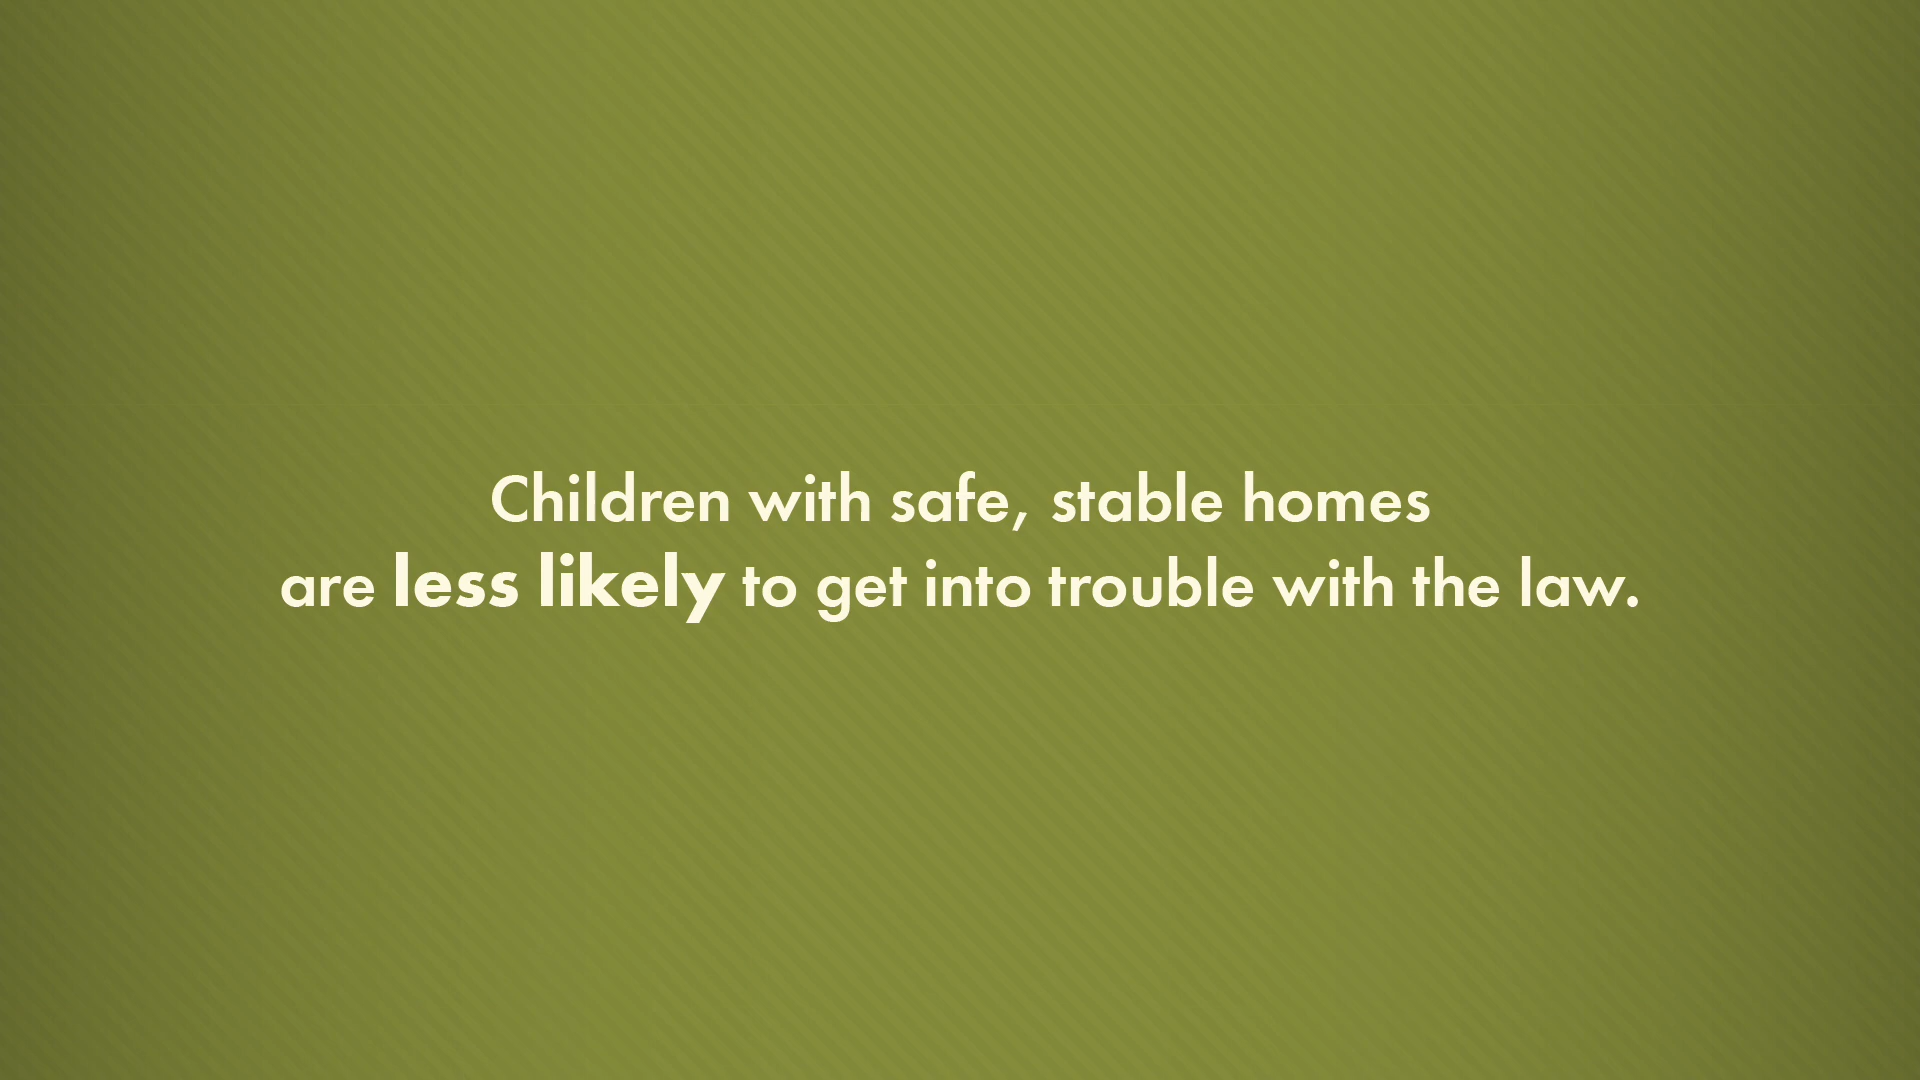 Children with safe, stable homes
are less likely to get into trouble with the law.